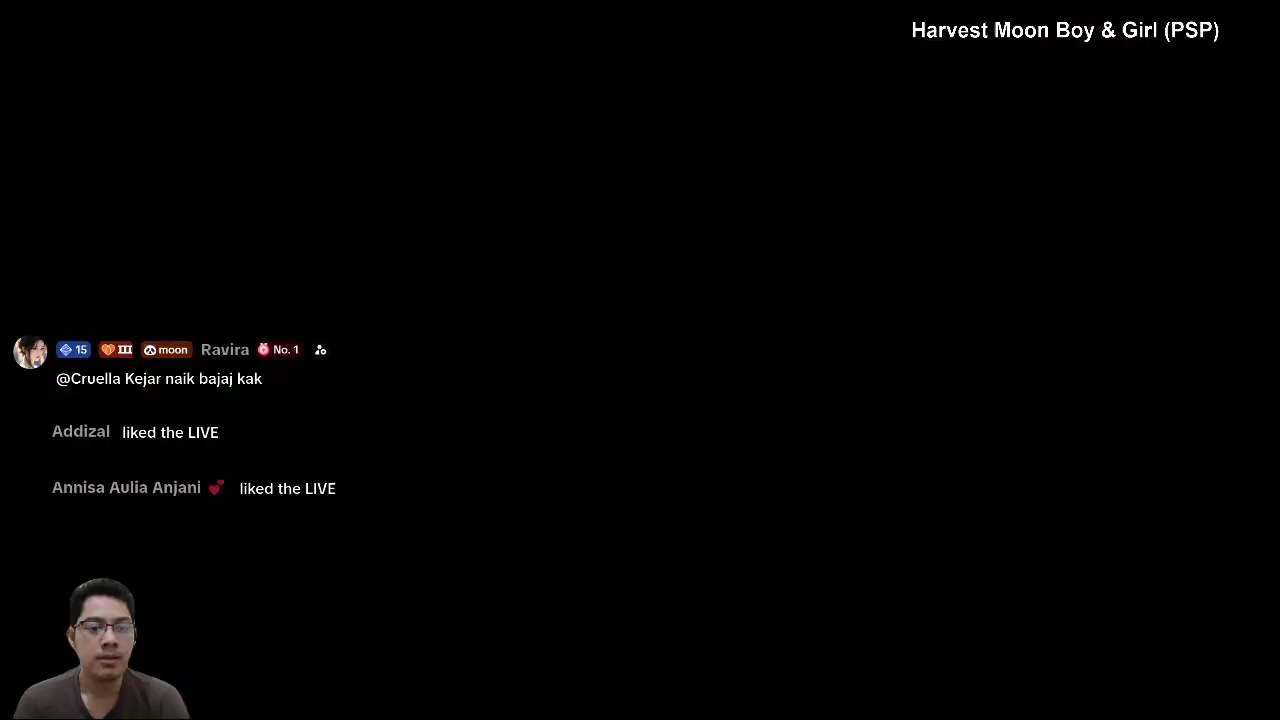 Harvest Moon Boy & Girl (PSP)
15 III moon Ravira No. 1
@Cruella Kejar naik bajaj kak
Addizal liked the LIVE
Annisa Aulia Anjani 💕 liked the LIVE